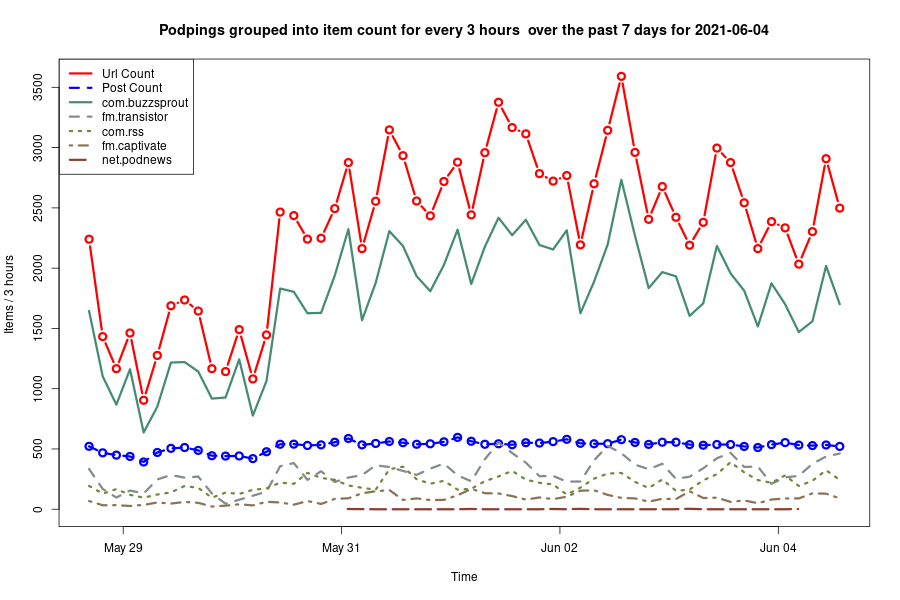 Podpings grouped into item count for every 3 hours  over the past 7 days for 2021-06-04
Url Count
Post Count
com.buzzsprout
fm.transistor
com.rss
fm.captivate
net.podnews
Items / 3 hours
3500
3000
2500
2000
1500
1000
500
0
May 29
May 31
Jun 02
Jun 04
Time